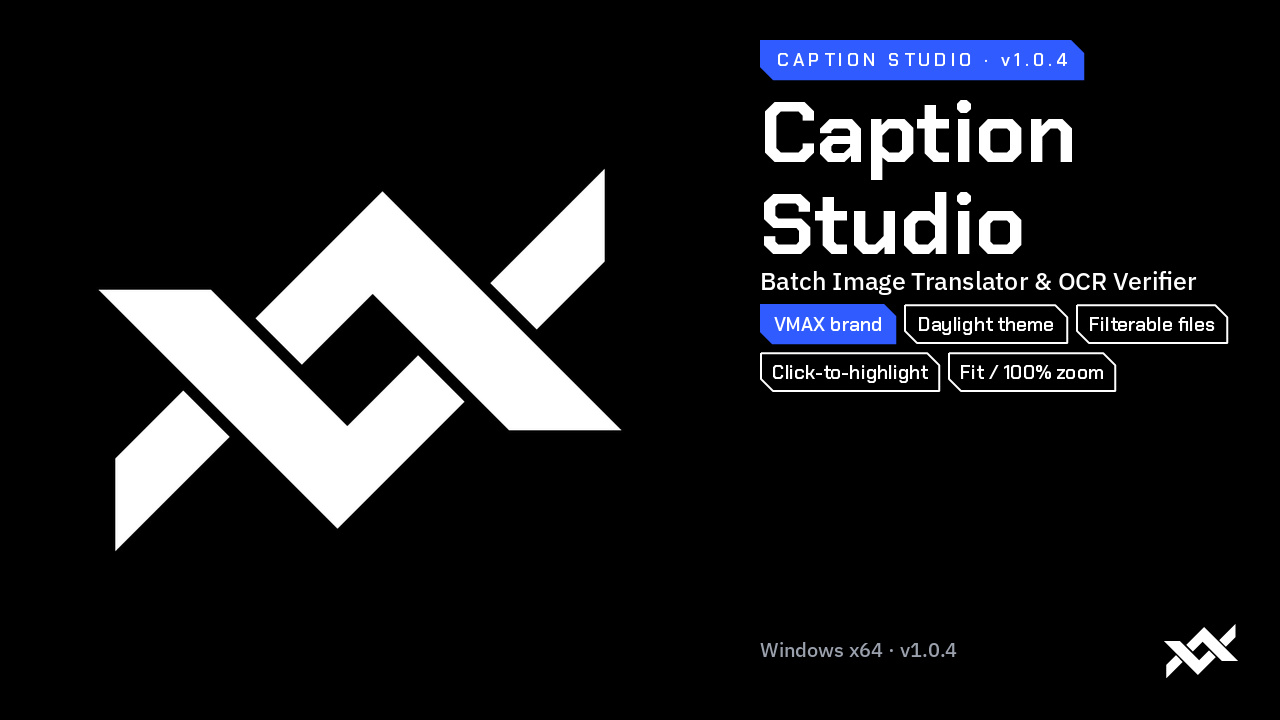 CAPTION STUDIO · v1.0.4
Caption
Studio
Batch Image Translator & OCR Verifier
VMAX brand
Daylight theme
Filterable files
Click-to-highlight
Fit / 100% zoom
Windows x64 · v1.0.4